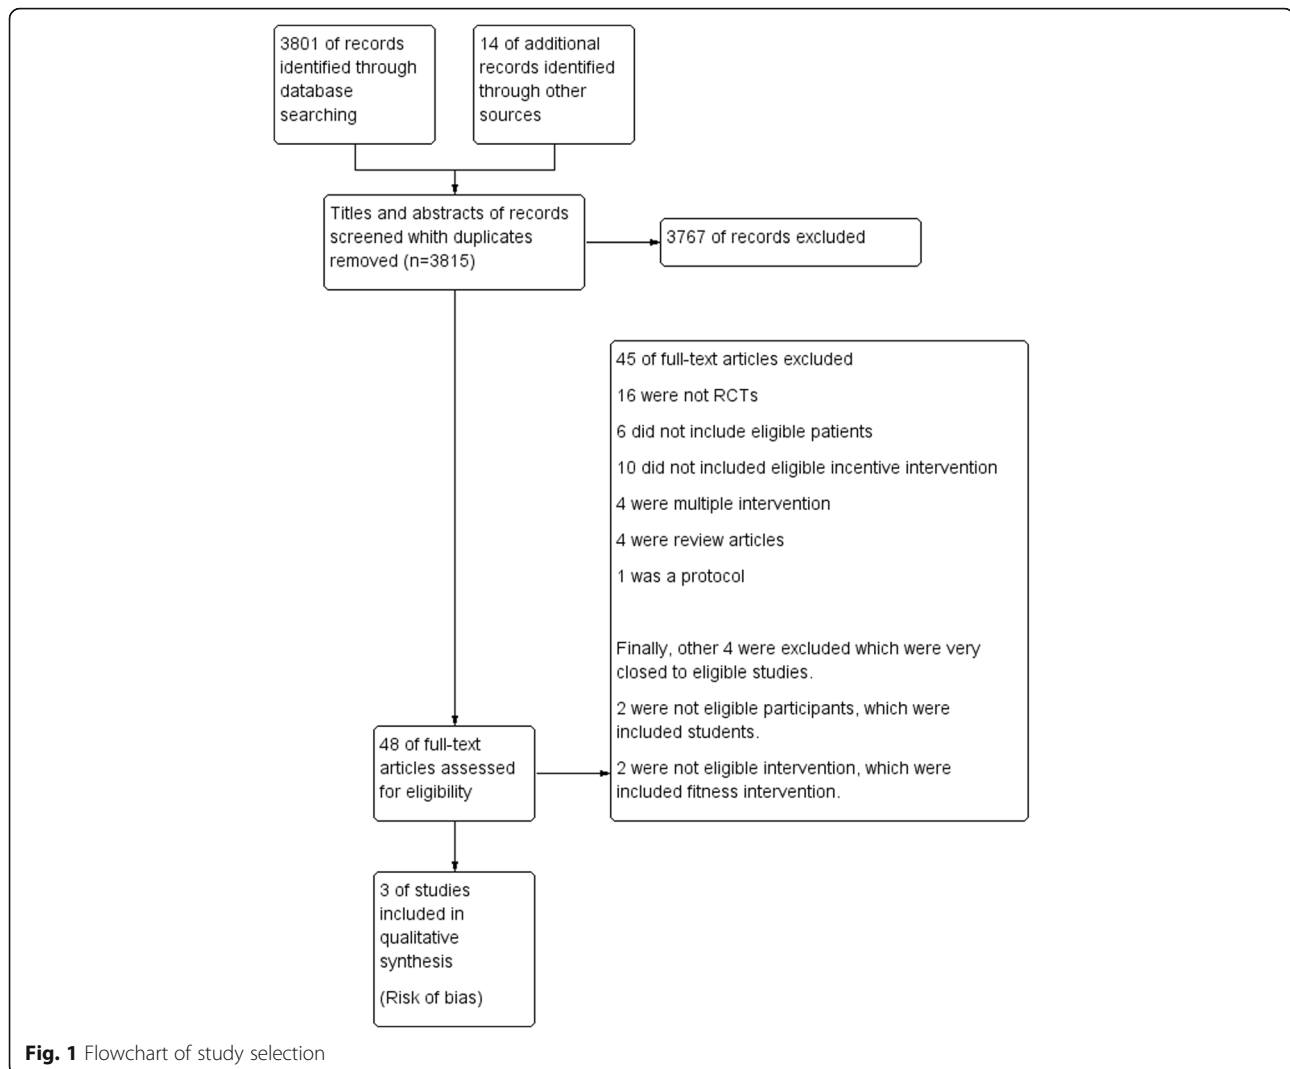 3801 of records
identified through
database
searching
14 of additional
records identified
through other
sources
Titles and abstracts of records
screened whith duplicates
removed (n=3815)
3767 of records excluded
45 of full-text articles excluded
16 were not RCTs
6 did not include eligible patients
10 did not included eligible incentive intervention
4 were multiple intervention
4 were review articles
1 was a protocol
Finally, other 4 were excluded which were very
closed to eligible studies.
2 were not eligible participants, which were
included students.
2 were not eligible intervention, which were
included fitness intervention.
48 of full-text
articles assessed
for eligibility
3 of studies
included in
qualitative
synthesis
(Risk of bias)
Fig. 1 Flowchart of study selection